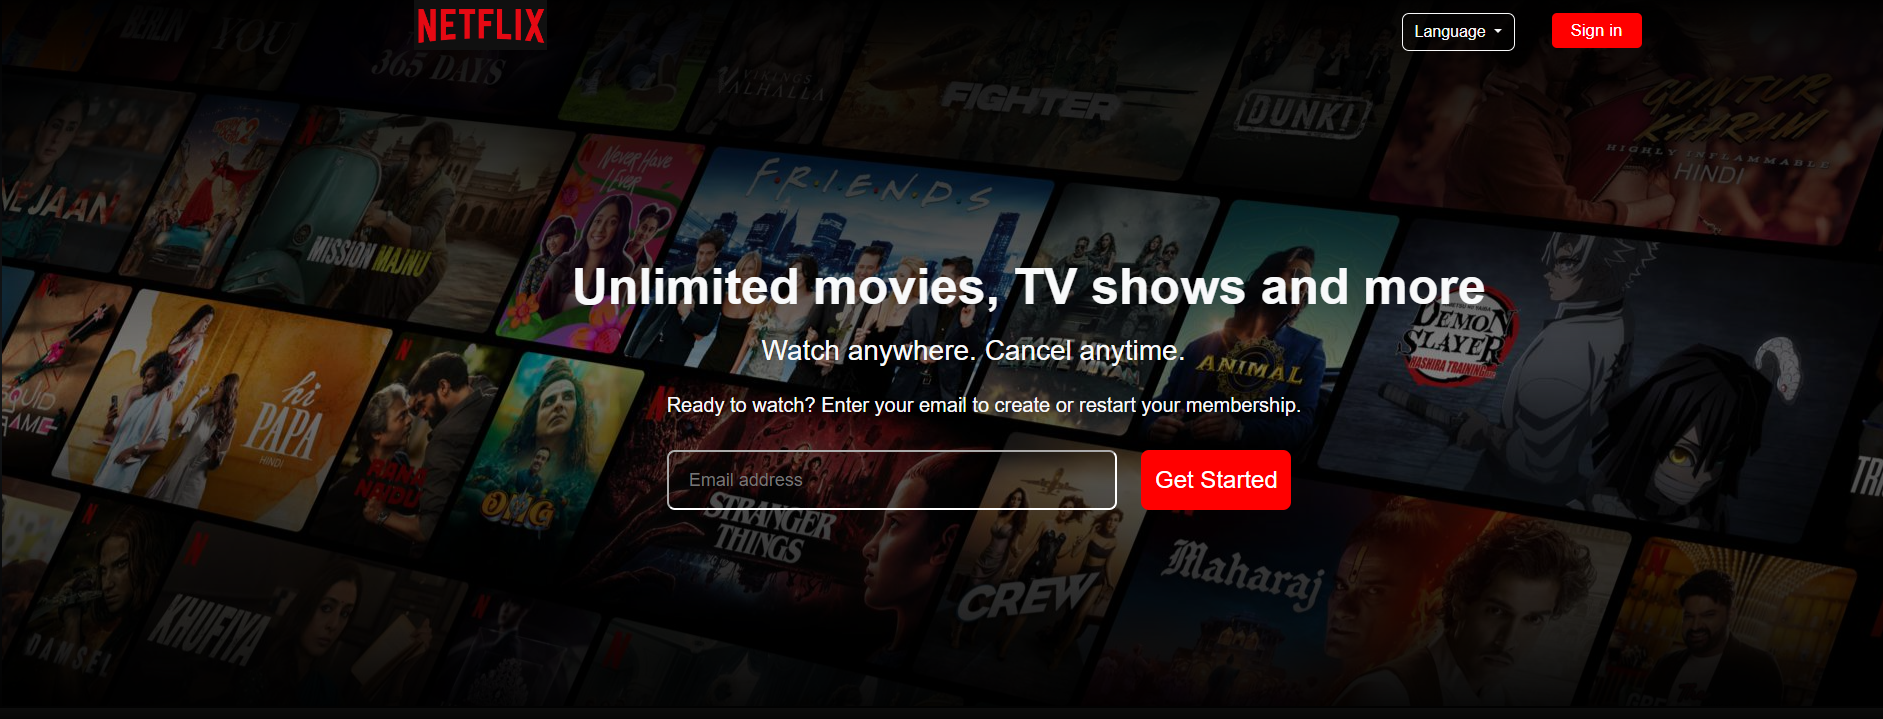 NETFLIX
Language
Sign in
BERLIN
YOU
365 DAYS
VIKINGS
VALHALLA
FIGHTER
DUNKI
GUNTUR
KAARAM
HIGHLY INFLAMMABLE
HINDI
NE JAAN
MISSION MAJNU
Never Have
I Ever
F.R.I.E.N.D.S
Unlimited movies, TV shows and more
DEMON
SLAYER
HASHIRA TRAINING
Watch anywhere. Cancel anytime.
ANIMAL
Ready to watch? Enter your email to create or restart your membership.
SQUID
GAME
hi
PAPA
HINDI
RANA
NAIDU
OMG
Email address
Get Started
STRANGER
THINGS
CREW
Maharaj
DAMSEL
KHUFIYA